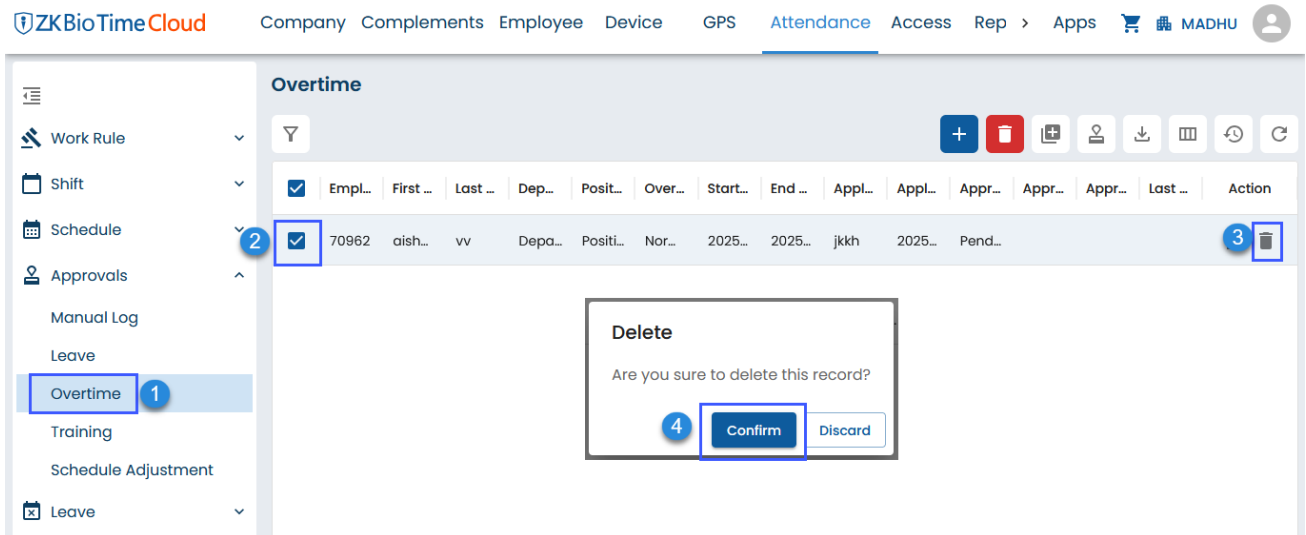 ZKBioTime Cloud Company Complements Employee Device GPS Attendance Access Rep > Apps MADHU
Overtime
Work Rule
Shift
Schedule
Approvals
Manual Log
Leave
Overtime 1
Training
Schedule Adjustment
Leave
Empl... First ... Last ... Dep... Posit... Over... Start... End ... Appl... Appl... Appr... Appr... Appr... Last ... Action
2 70962 aish... vv Depa... Positi... Nor... 2025... 2025... jkkh 2025... Pend... 3
Delete
Are you sure to delete this record?
4 Confirm Discard